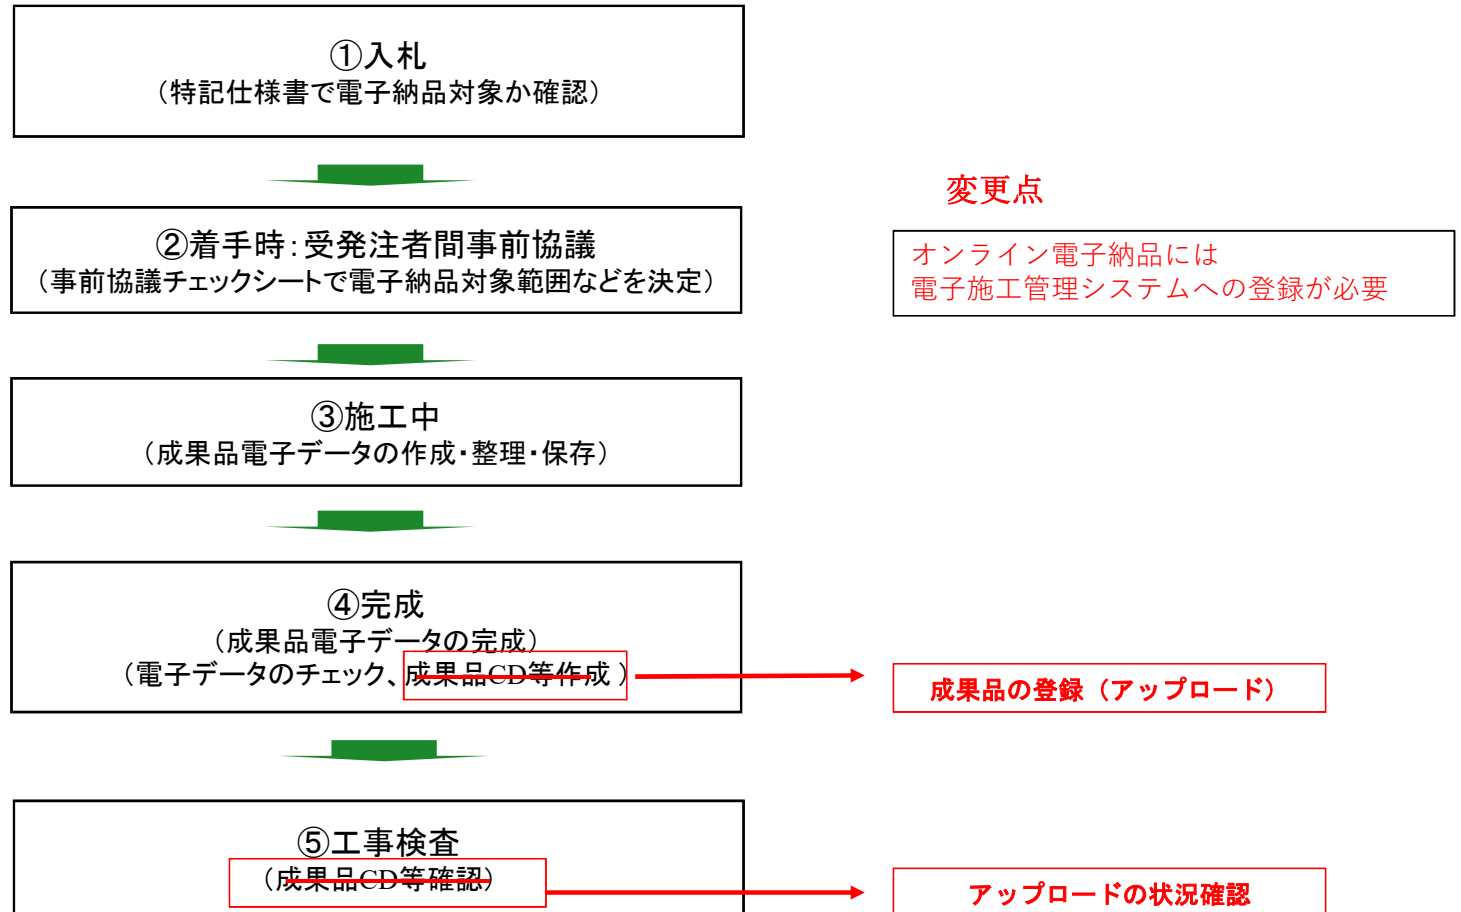 ①入札
（特記仕様書で電子納品対象か確認）
変更点
②着手時：受発注者間事前協議
（事前協議チェックシートで電子納品対象範囲などを決定）
オンライン電子納品には
電子施工管理システムへの登録が必要
③施工中
（成果品電子データの作成・整理・保存）
④完成
（成果品電子データの完成）
（電子データのチェック、成果品CD等作成）
成果品の登録（アップロード）
⑤工事検査
（成果品CD等確認）
アップロードの状況確認